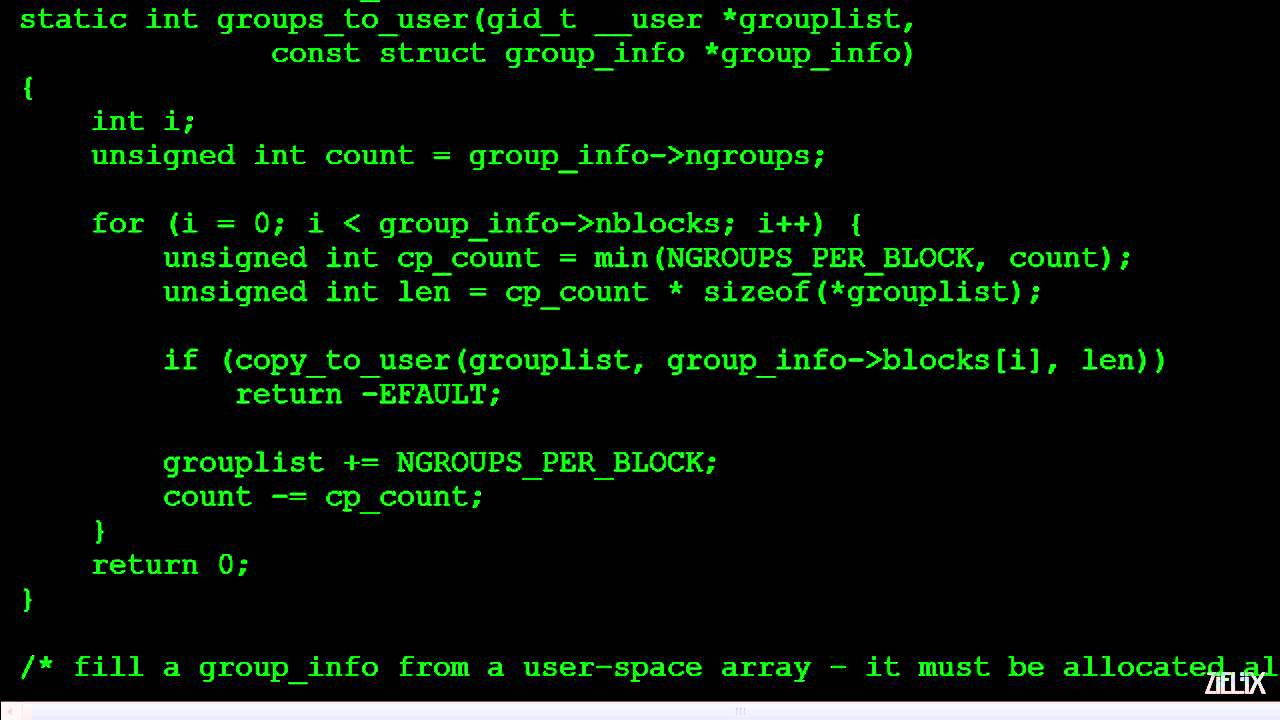 static int groups_to_user(gid_t __user *grouplist,
const struct group_info *group_info)
{
int i;
unsigned int count = group_info->ngroups;
for (i = 0; i < group_info->nblocks; i++) {
unsigned int cp_count = min(NGROUPS_PER_BLOCK, count);
unsigned int len = cp_count * sizeof(*grouplist);
if (copy_to_user(grouplist, group_info->blocks[i], len))
return -EFAULT;
grouplist += NGROUPS_PER_BLOCK;
count -= cp_count;
}
return 0;
}
/* fill a group_info from a user-space array - it must be allocated al